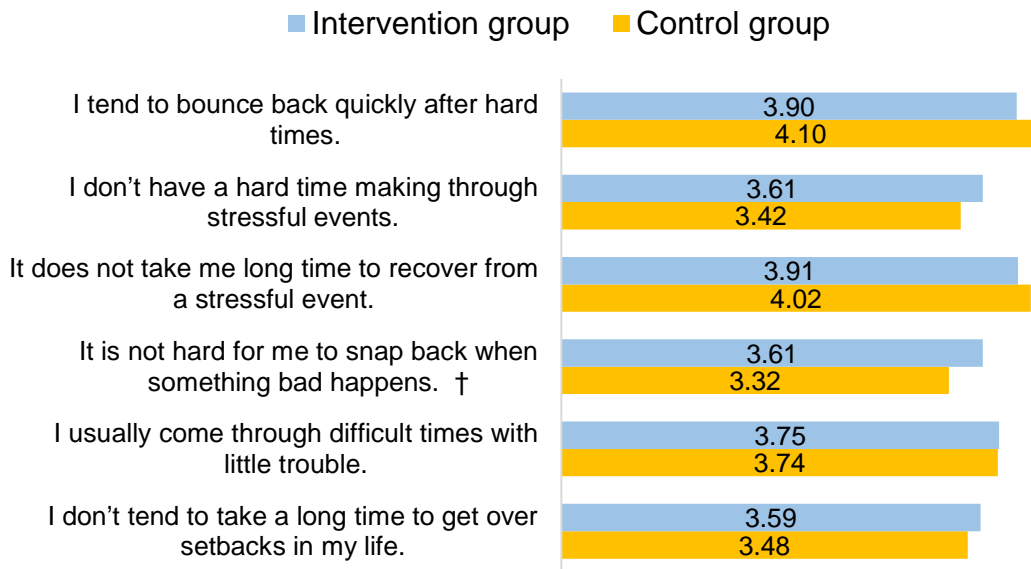 Intervention group Control group
I tend to bounce back quickly after hard
times.
3.90
4.10
I don't have a hard time making through
stressful events.
3.61
3.42
It does not take me long time to recover from
a stressful event.
3.91
4.02
It is not hard for me to snap back when
something bad happens. †
3.61
3.32
I usually come through difficult times with
little trouble.
3.75
3.74
I don't tend to take a long time to get over
setbacks in my life.
3.59
3.48